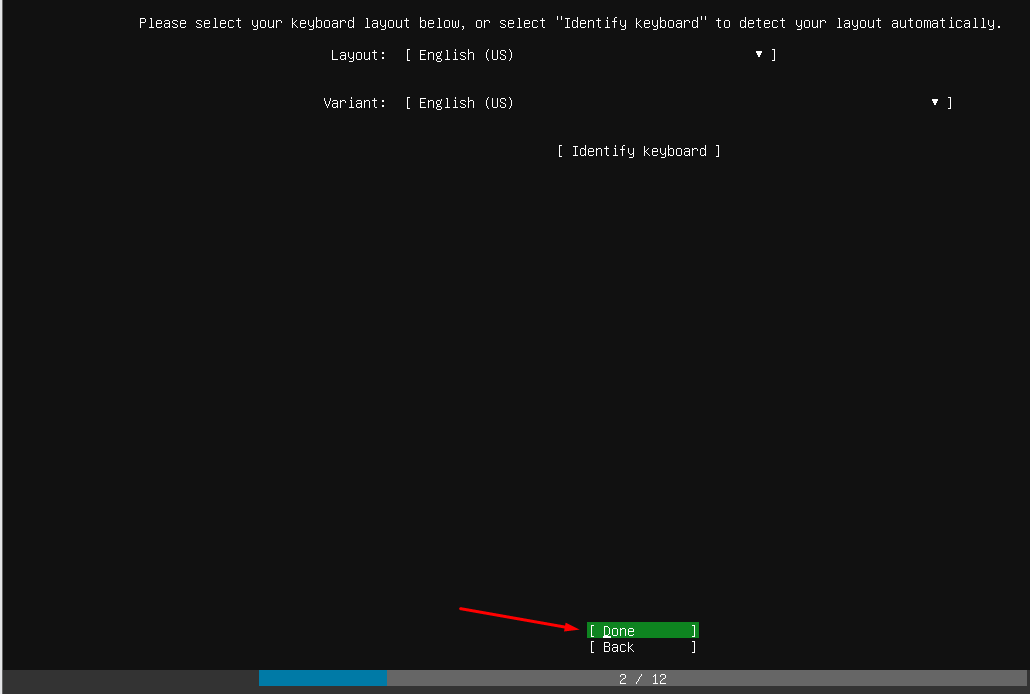 Please select your keyboard layout below, or select "Identify keyboard" to detect your layout automatically.
Layout: [ English (US) ▼ ]
Variant: [ English (US) ▼ ]
[ Identify keyboard ]
[ Done ]
[ Back ]
2 / 12